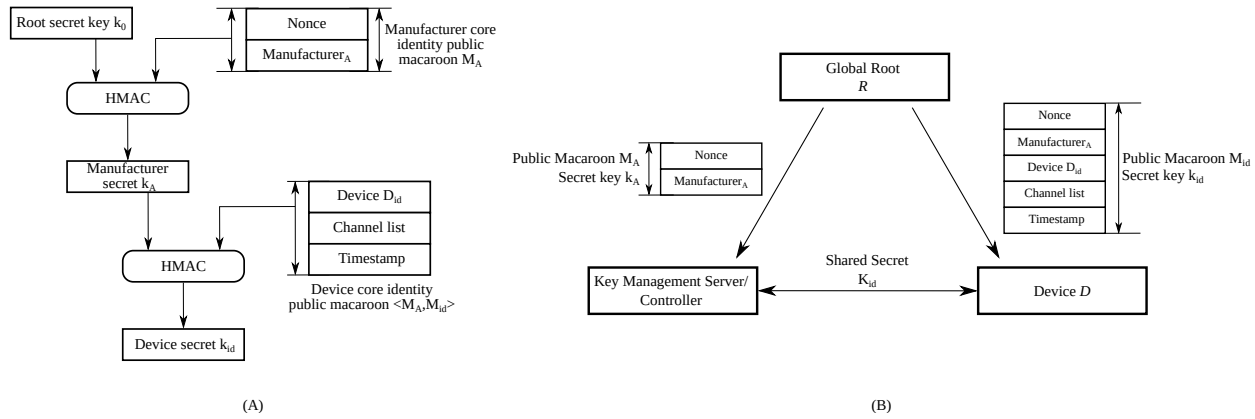 Root secret key k0
Nonce
ManufacturerA
Manufacturer core
identity public
macaroon MA
HMAC
Manufacturer
secret kA
Device Did
Channel list
Timestamp
HMAC
Device core identity
public macaroon <MA,Mid>
Device secret kid
(A)
Global Root
R
Public Macaroon MA
Secret key kA
Nonce
ManufacturerA
Nonce
ManufacturerA
Device Did
Channel list
Timestamp
Public Macaroon Mid
Secret key kid
Key Management Server/
Controller
Shared Secret
Kid
Device D
(B)